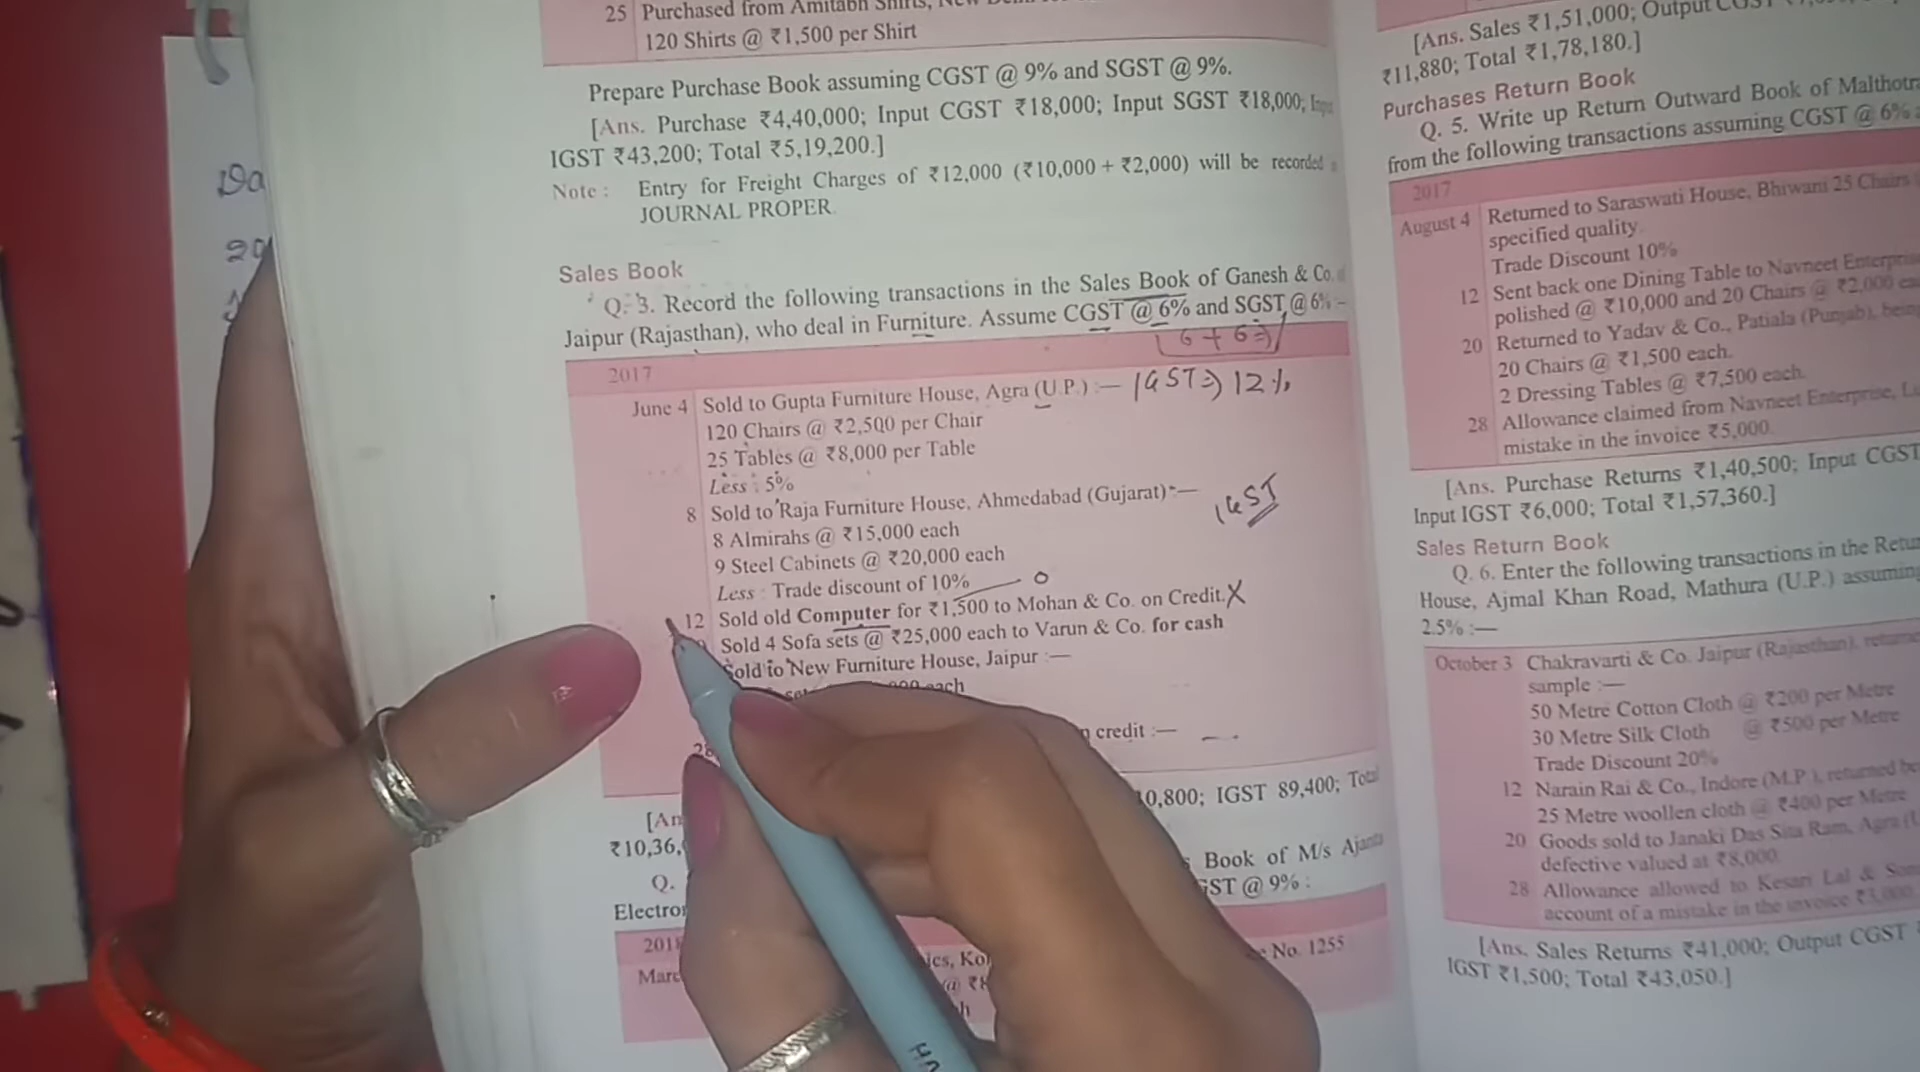 25 Purchased from Amitabh Shirts,
120 Shirts @ ₹1,500 per Shirt
Prepare Purchase Book assuming CGST @ 9% and SGST @ 9%.
[Ans. Purchase ₹4,40,000; Input CGST ₹18,000; Input SGST ₹18,000;
IGST ₹43,200; Total ₹5,19,200.]
Note : Entry for Freight Charges of ₹12,000 (₹10,000 + ₹2,000) will be recorded
JOURNAL PROPER.
Sales Book
Q. 3. Record the following transactions in the Sales Book of Ganesh & Co.
Jaipur (Rajasthan), who deal in Furniture. Assume CGST @ 6% and SGST @ 6% –
6 + 6 =)
2017
June 4 Sold to Gupta Furniture House, Agra (U.P.) :— IGST =) 12%
120 Chairs @ ₹2,500 per Chair
25 Tables @ ₹8,000 per Table
Less : 5%
8 Sold to Raja Furniture House, Ahmedabad (Gujarat) :— IGST
8 Almirahs @ ₹15,000 each
9 Steel Cabinets @ ₹20,000 each
Less : Trade discount of 10%
12 Sold old Computer for ₹1,500 to Mohan & Co. on Credit. X
Sold 4 Sofa sets @ ₹25,000 each to Varun & Co. for cash
Sold to New Furniture House, Jaipur :—
each
28 credit :—
0,800; IGST 89,400; Total
₹10,36,
Q. Book of M/s Ajanta
GST @ 9% :
No. 1255
[Ans. Sales ₹1,51,000; Output
₹11,880; Total ₹1,78,180.]
Purchases Return Book
Q. 5. Write up Return Outward Book of Malhotra
from the following transactions assuming CGST @ 6%
2017
August 4 Returned to Saraswati House, Bhiwani 25 Chairs
specified quality.
Trade Discount 10%
12 Sent back one Dining Table to Navneet Enterprise
polished @ ₹10,000 and 20 Chairs @ ₹2,000
20 Returned to Yadav & Co., Patiala (Punjab), being
20 Chairs @ ₹1,500 each.
2 Dressing Tables @ ₹7,500 each.
28 Allowance claimed from Navneet Enterprise,
mistake in the invoice ₹5,000.
[Ans. Purchase Returns ₹1,40,500; Input CGST
Input IGST ₹6,000; Total ₹1,57,360.]
Sales Return Book
Q. 6. Enter the following transactions in the
House, Ajmal Khan Road, Mathura (U.P.) assuming
2.5% :—
October 3 Chakravarti & Co. Jaipur (Rajasthan),
sample :—
50 Metre Cotton Cloth @ ₹200 per Metre
30 Metre Silk Cloth @ ₹500 per Metre
Trade Discount 20%
12 Narain Rai & Co., Indore (M.P.), returned
25 Metre woollen cloth @ ₹400 per Metre
20 Goods sold to Janaki Das Sita Ram, Agra
defective valued at ₹8,000.
28 Allowance allowed to Kesari Lal &
account of a mistake in the invoice
[Ans. Sales Returns ₹41,000; Output CGST
IGST ₹1,500; Total ₹43,050.]